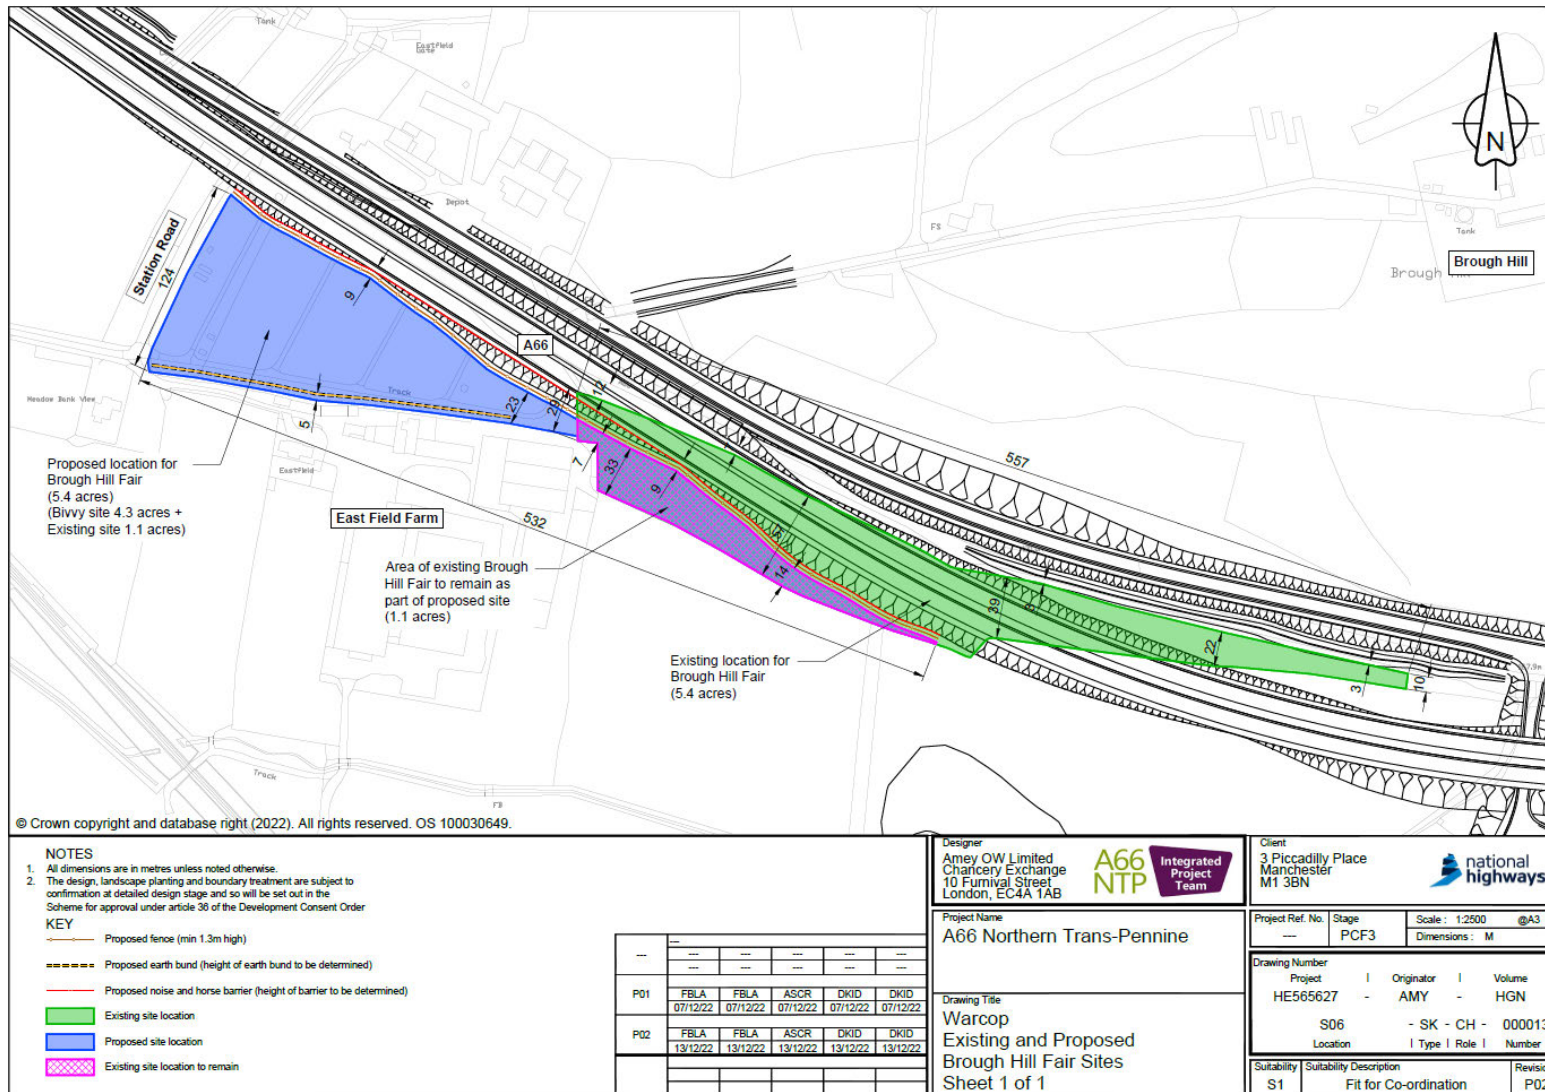 Tank
Eastfield
Gate
Depot
FS
Tank
Brough Hill
Brough
N
Station Road
124
9
A66
12
Track
23
29
5
Meadow Bank View
7
33
9
Eastfield
557
Proposed location for
Brough Hill Fair
(5.4 acres)
(Bivvy site 4.3 acres +
Existing site 1.1 acres)
East Field Farm
532
Area of existing Brough
Hill Fair to remain as
part of proposed site
(1.1 acres)
14
39
22
3
10
Existing location for
Brough Hill Fair
(5.4 acres)
Track
FB
© Crown copyright and database right (2022). All rights reserved. OS 100030649.
NOTES
1. All dimensions are in metres unless noted otherwise.
2. The design, landscape planting and boundary treatment are subject to
confirmation at detailed design stage and so will be set out in the
Scheme for approval under article 36 of the Development Consent Order
KEY
Proposed fence (min 1.3m high)
Proposed earth bund (height of earth bund to be determined)
Proposed noise and horse barrier (height of barrier to be determined)
Existing site location
Proposed site location
Existing site location to remain
---
--- --- --- --- --- ---
--- --- --- --- ---
P01 FBLA FBLA ASCR DKID DKID
07/12/22 07/12/22 07/12/22 07/12/22 07/12/22
P02 FBLA FBLA ASCR DKID DKID
13/12/22 13/12/22 13/12/22 13/12/22 13/12/22
Designer
Amey OW Limited
Chancery Exchange
10 Furnival Street
London, EC4A 1AB
A66
NTP
Integrated
Project
Team
Client
3 Piccadilly Place
Manchester
M1 3BN
national
highways
Project Name
A66 Northern Trans-Pennine
Project Ref. No. Stage Scale : 1:2500 @A3
--- PCF3 Dimensions : M
Drawing Title
Warcop
Existing and Proposed
Brough Hill Fair Sites
Sheet 1 of 1
Drawing Number
Project | Originator | Volume
HE565627 - AMY - HGN
S06 - SK - CH - 000013
Location | Type | Role | Number
Suitability Suitability Description Revisio
S1 Fit for Co-ordination P02